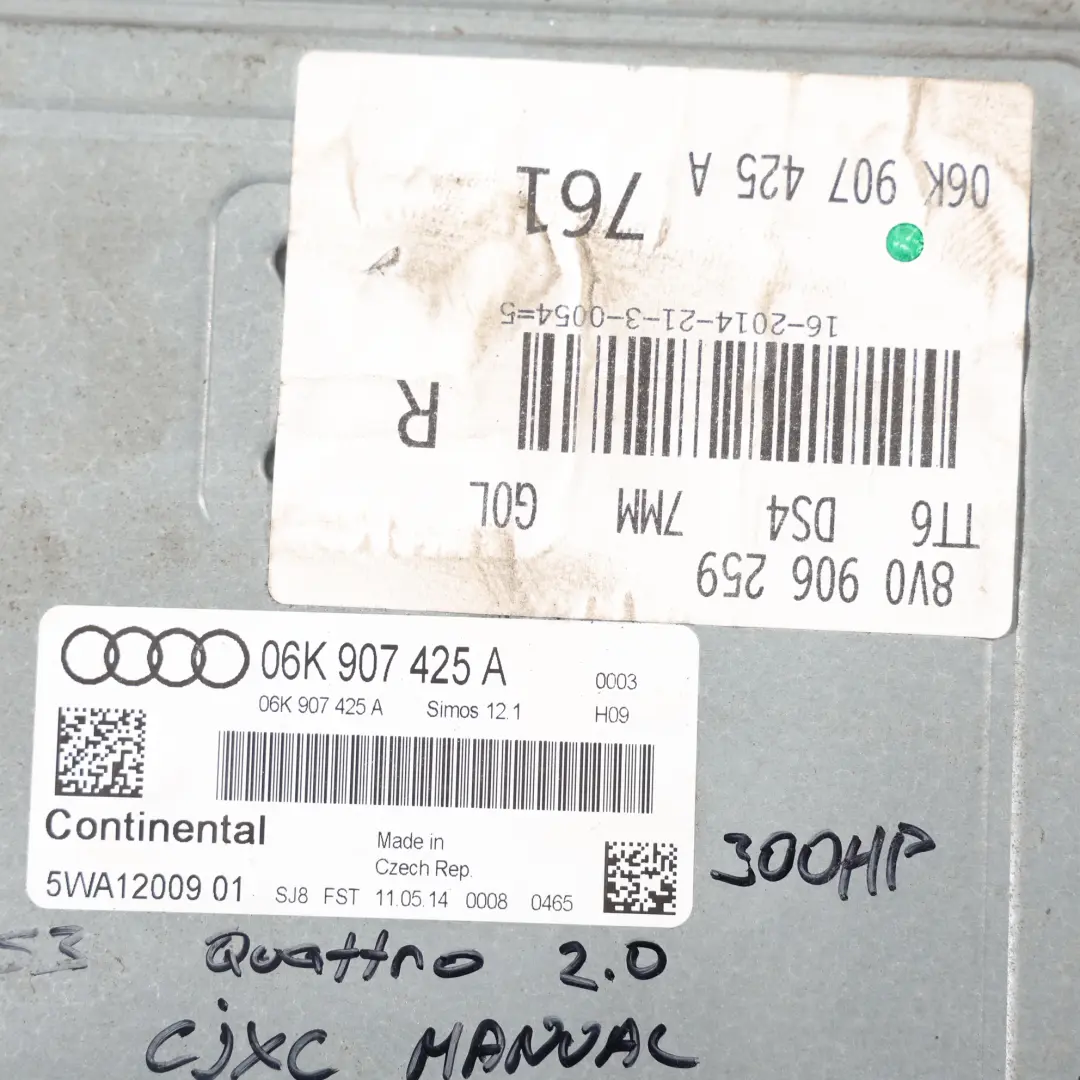 06K 907 425 A
761
16-2014-21-3-0054=5
R
TT6 DS4 7MM G0L
8V0 906 259
06K 907 425 A 0003
06K 907 425 A Simos 12.1 H09
Continental
Made in
Czech Rep.
5WA12009 01 SJ8 FST 11.05.14 0008 0465
300HP
S3 Quattro 2.0
CJXC MANUAL